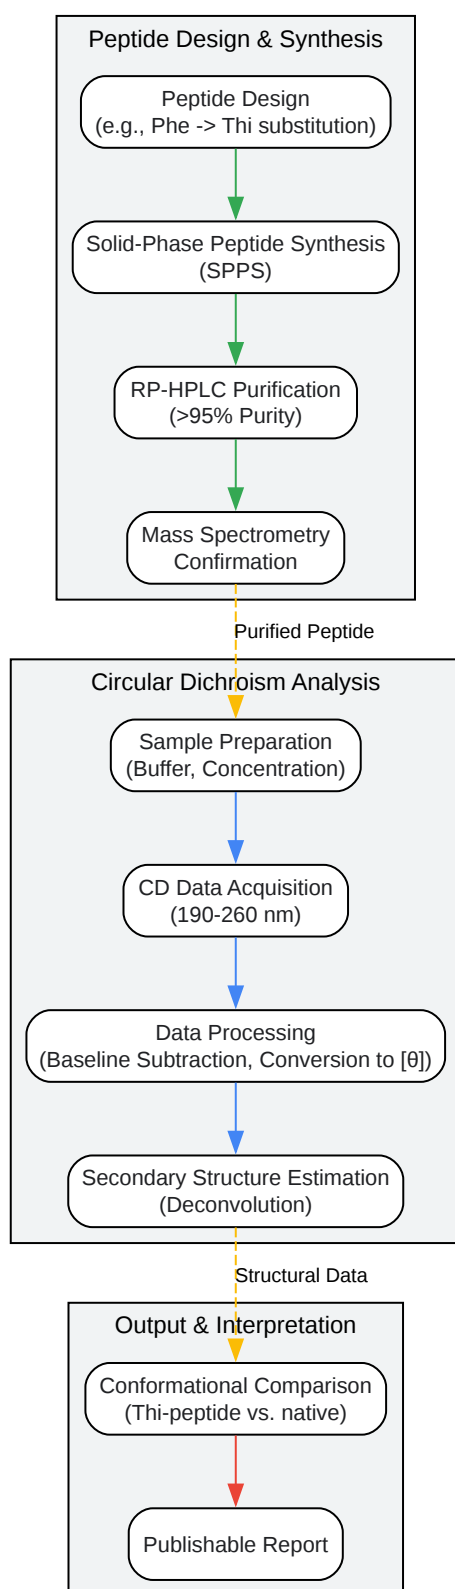 Peptide Design & Synthesis
Peptide Design
(e.g., Phe -> Thi substitution)
Solid-Phase Peptide Synthesis
(SPPS)
RP-HPLC Purification
(>95% Purity)
Mass Spectrometry
Confirmation
Purified Peptide
Circular Dichroism Analysis
Sample Preparation
(Buffer, Concentration)
CD Data Acquisition
(190-260 nm)
Data Processing
(Baseline Subtraction, Conversion to [θ])
Secondary Structure Estimation
(Deconvolution)
Structural Data
Output & Interpretation
Conformational Comparison
(Thi-peptide vs. native)
Publishable Report